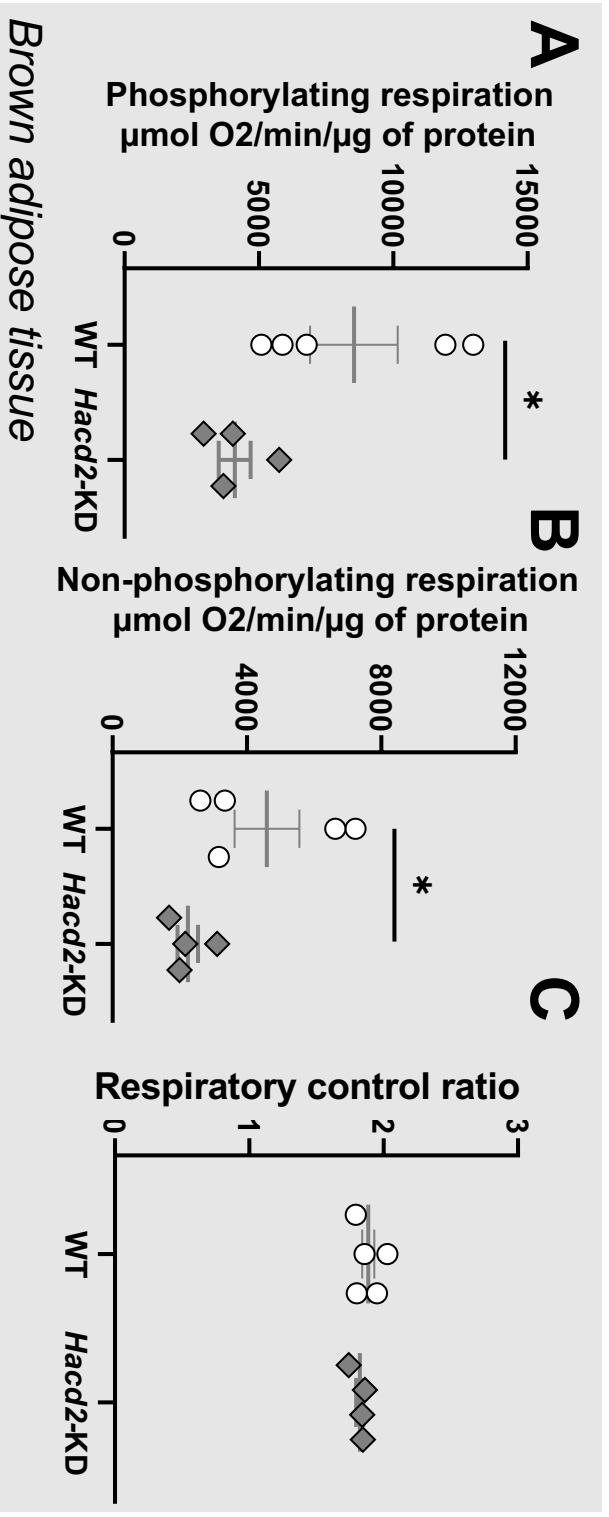 Brown adipose tissue
A
Phosphorylating respiration
µmol O2/min/µg of protein
15000
10000
5000
0
*
WT
Hacd2-KD
B
Non-phosphorylating respiration
µmol O2/min/µg of protein
12000
8000
4000
0
*
WT
Hacd2-KD
C
Respiratory control ratio
3
2
1
0
WT
Hacd2-KD